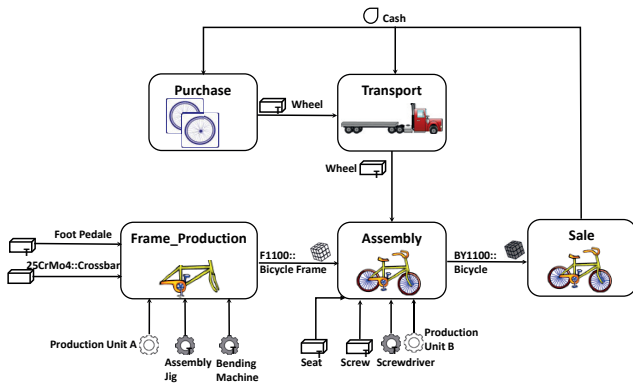 Cash
Purchase
Transport
Wheel
Wheel
Foot Pedale
Frame_Production
F1100::
Bicycle Frame
Assembly
BY1100::
Bicycle
Sale
25CrMo4::Crossbar
Production Unit A
Assembly
Jig
Bending
Machine
Seat
Screw
Screwdriver
Production
Unit B